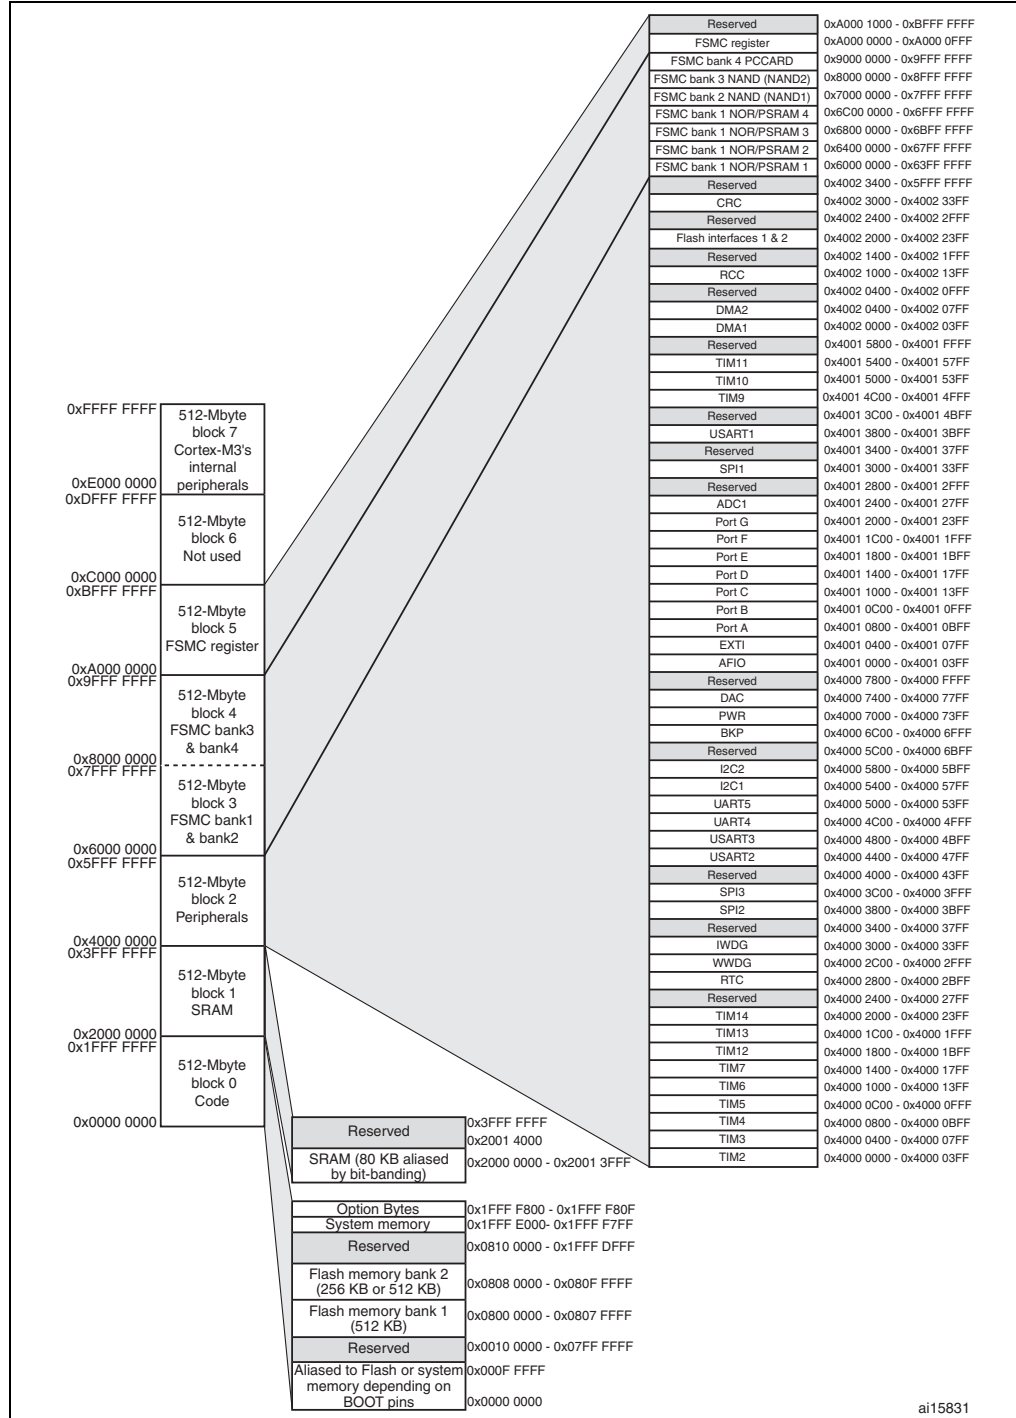 Reserved 0xA000 1000 - 0xBFFF FFFF
FSMC register 0xA000 0000 - 0xA000 0FFF
FSMC bank 4 PCCARD 0x9000 0000 - 0x9FFF FFFF
FSMC bank 3 NAND (NAND2) 0x8000 0000 - 0x8FFF FFFF
FSMC bank 2 NAND (NAND1) 0x7000 0000 - 0x7FFF FFFF
FSMC bank 1 NOR/PSRAM 4 0x6C00 0000 - 0x6FFF FFFF
FSMC bank 1 NOR/PSRAM 3 0x6800 0000 - 0x6BFF FFFF
FSMC bank 1 NOR/PSRAM 2 0x6400 0000 - 0x67FF FFFF
FSMC bank 1 NOR/PSRAM 1 0x6000 0000 - 0x63FF FFFF
Reserved 0x4002 3400 - 0x5FFF FFFF
CRC 0x4002 3000 - 0x4002 33FF
Reserved 0x4002 2400 - 0x4002 2FFF
Flash interfaces 1 & 2 0x4002 2000 - 0x4002 23FF
Reserved 0x4002 1400 - 0x4002 1FFF
RCC 0x4002 1000 - 0x4002 13FF
Reserved 0x4002 0400 - 0x4002 0FFF
DMA2 0x4002 0400 - 0x4002 07FF
DMA1 0x4002 0000 - 0x4002 03FF
Reserved 0x4001 5800 - 0x4001 FFFF
TIM11 0x4001 5400 - 0x4001 57FF
TIM10 0x4001 5000 - 0x4001 53FF
TIM9 0x4001 4C00 - 0x4001 4FFF
Reserved 0x4001 3C00 - 0x4001 4BFF
USART1 0x4001 3800 - 0x4001 3BFF
Reserved 0x4001 3400 - 0x4001 37FF
SPI1 0x4001 3000 - 0x4001 33FF
Reserved 0x4001 2800 - 0x4001 2FFF
ADC1 0x4001 2400 - 0x4001 27FF
Port G 0x4001 2000 - 0x4001 23FF
Port F 0x4001 1C00 - 0x4001 1FFF
Port E 0x4001 1800 - 0x4001 1BFF
Port D 0x4001 1400 - 0x4001 17FF
Port C 0x4001 1000 - 0x4001 13FF
Port B 0x4001 0C00 - 0x4001 0FFF
Port A 0x4001 0800 - 0x4001 0BFF
EXTI 0x4001 0400 - 0x4001 07FF
AFIO 0x4001 0000 - 0x4001 03FF
Reserved 0x4000 7800 - 0x4000 FFFF
DAC 0x4000 7400 - 0x4000 77FF
PWR 0x4000 7000 - 0x4000 73FF
BKP 0x4000 6C00 - 0x4000 6FFF
Reserved 0x4000 5C00 - 0x4000 6BFF
I2C2 0x4000 5800 - 0x4000 5BFF
I2C1 0x4000 5400 - 0x4000 57FF
UART5 0x4000 5000 - 0x4000 53FF
UART4 0x4000 4C00 - 0x4000 4FFF
USART3 0x4000 4800 - 0x4000 4BFF
USART2 0x4000 4400 - 0x4000 47FF
Reserved 0x4000 4000 - 0x4000 43FF
SPI3 0x4000 3C00 - 0x4000 3FFF
SPI2 0x4000 3800 - 0x4000 3BFF
Reserved 0x4000 3400 - 0x4000 37FF
IWDG 0x4000 3000 - 0x4000 33FF
WWDG 0x4000 2C00 - 0x4000 2FFF
RTC 0x4000 2800 - 0x4000 2BFF
Reserved 0x4000 2400 - 0x4000 27FF
TIM14 0x4000 2000 - 0x4000 23FF
TIM13 0x4000 1C00 - 0x4000 1FFF
TIM12 0x4000 1800 - 0x4000 1BFF
TIM7 0x4000 1400 - 0x4000 17FF
TIM6 0x4000 1000 - 0x4000 13FF
TIM5 0x4000 0C00 - 0x4000 0FFF
TIM4 0x4000 0800 - 0x4000 0BFF
TIM3 0x4000 0400 - 0x4000 07FF
TIM2 0x4000 0000 - 0x4000 03FF
0xFFFF FFFF
512-Mbyte
block 7
Cortex-M3's
internal
peripherals
0xE000 0000
0xDFFF FFFF
512-Mbyte
block 6
Not used
0xC000 0000
0xBFFF FFFF
512-Mbyte
block 5
FSMC register
0xA000 0000
0x9FFF FFFF
512-Mbyte
block 4
FSMC bank3
& bank4
0x8000 0000
0x7FFF FFFF
512-Mbyte
block 3
FSMC bank1
& bank2
0x6000 0000
0x5FFF FFFF
512-Mbyte
block 2
Peripherals
0x4000 0000
0x3FFF FFFF
512-Mbyte
block 1
SRAM
0x2000 0000
0x1FFF FFFF
512-Mbyte
block 0
Code
0x0000 0000
0x3FFF FFFF
Reserved
0x2001 4000
SRAM (80 KB aliased
by bit-banding)
0x2000 0000 - 0x2001 3FFF
Option Bytes 0x1FFF F800 - 0x1FFF F80F
System memory 0x1FFF E000- 0x1FFF F7FF
Reserved 0x0810 0000 - 0x1FFF DFFF
Flash memory bank 2
(256 KB or 512 KB)
0x0808 0000 - 0x080F FFFF
Flash memory bank 1
(512 KB)
0x0800 0000 - 0x0807 FFFF
Reserved 0x0010 0000 - 0x07FF FFFF
Aliased to Flash or system
memory depending on
BOOT pins
0x000F FFFF
0x0000 0000
ai15831